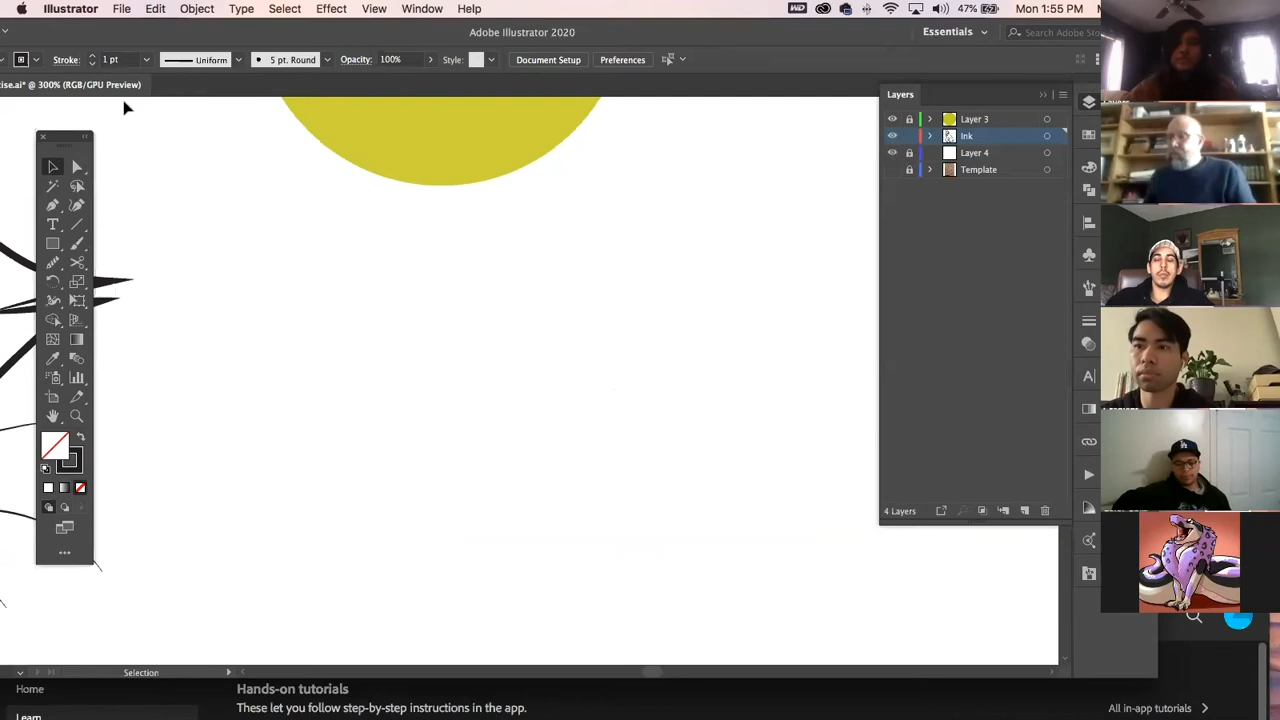 Illustrator File Edit Object Type Select Effect View Window Help
47% Mon 1:55 PM
Adobe Illustrator 2020
Essentials
Search Adobe Stock
Stroke: 1 pt Uniform 5 pt. Round Opacity: 100% Style: Document Setup Preferences
cise.ai* @ 300% (RGB/GPU Preview)
Layers
Layer 3
Ink
Layer 4
Template
4 Layers
Selection
Home
Learn
Hands-on tutorials
These let you follow step-by-step instructions in the app.
All in-app tutorials